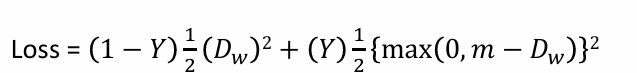 Loss = (1 − Y) 1/2 (D_w)² + (Y) 1/2 {max(0, m − D_w)}²